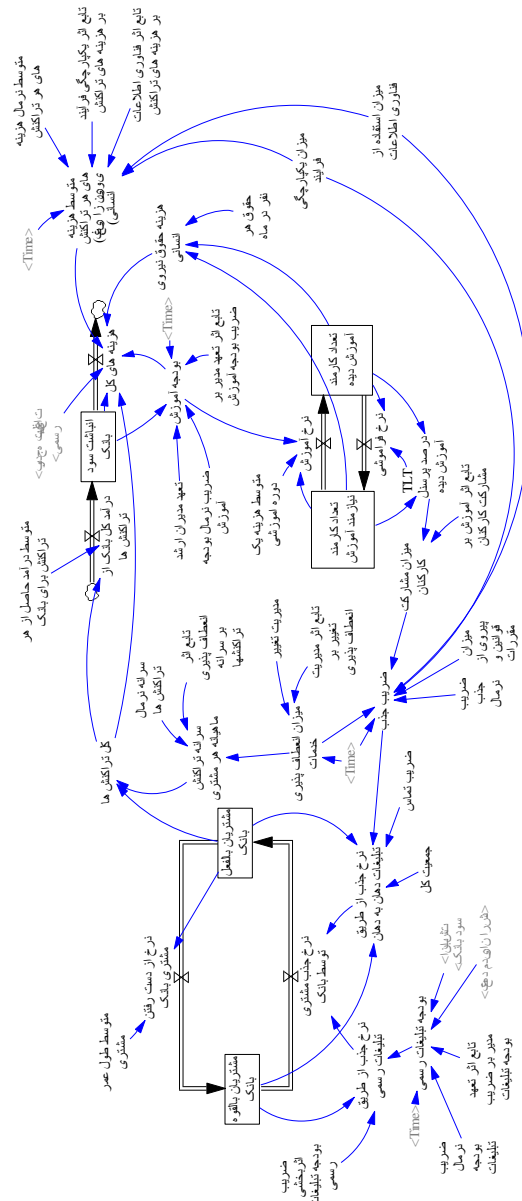 متوسط نرمال هزینه
های هر تراکنش
تابع اثر یکپارچگی فرایند
بر هزینه های تراکنش
تابع اثر فناوری اطلاعات
بر هزینه های تراکنش
<Time>
متوسط هزینه
های هر تراکنش
انسانی)
میزان یکپارچگی
فرایند
میزان استفاده از
فناوری اطلاعات
هزینه حقوق نیروی
انسانی
حقوق هر
نفر در ماه
هزینه های کل
انباشت سود
بانک
رسمی>
<Time>
بودجه آموزش
تابع اثر تعهد مدیر بر
ضریب بودجه آموزش
تعهد مدیران ارشد
ضریب نرمال بودجه
آموزش
درآمد کل بانک از
تراکنش ها
متوسط درآمد حاصل از هر
تراکنش برای بانک
تعداد کارمند
آموزش دیده
نرخ آموزش
نرخ فراموشی
متوسط هزینه یک
دوره آموزشی
تعداد کارمند
نیازمند آموزش
TLT
درصد پرسنل
آموزش دیده
تابع اثر آموزش بر
مشارکت کارکنان
میزان مشارکت
کارکنان
کل تراکنش ها
سرانه نرمال
تراکنش ها
تابع اثر
انعطاف پذیری
بر سرانه
تراکنشها
سرانه تراکنش
ماهیانه هر مشتری
مدیریت تغییر
تابع اثر مدیریت
تغییر بر
انعطاف پذیری
میزان انعطاف پذیری
خدمات
<Time>
ضریب جذب
میزان
پیروی از
قوانین و
مقررات
ضریب
جذب
نرمال
ضریب تماس
جمعیت کل
مشتریان بالفعل
بانک
نرخ جذب از طریق
تبلیغات دهان به دهان
نرخ از دست رفتن
مشتری بانک
متوسط طول عمر
مشتری
نرخ جذب مشتری
توسط بانک
مشتریان بالقوه
بانک
نرخ جذب از طریق
تبلیغات رسمی
ضریب
اثربخشی
بودجه تبلیغات
رسمی
سود بانک>
بودجه تبلیغات رسمی
<Time>
تابع اثر تعهد
مدیر بر ضریب
بودجه تبلیغات
ضریب
نرمال
بودجه
تبلیغات